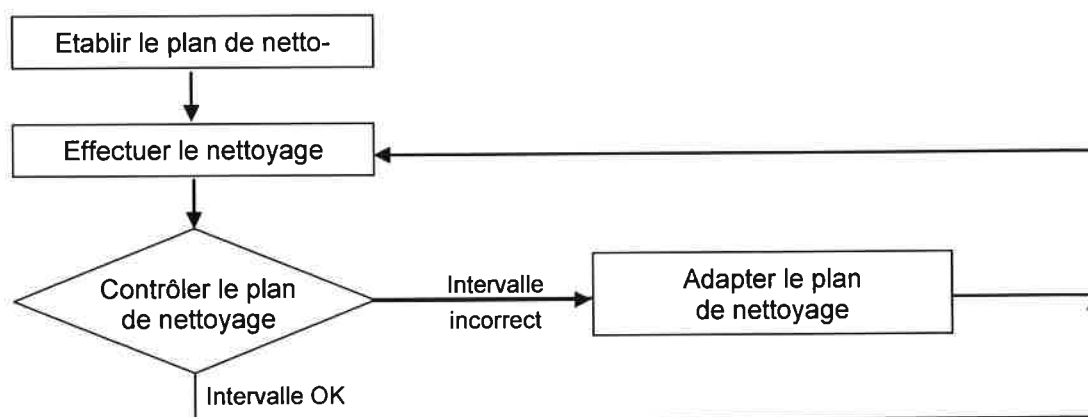 Etablir le plan de netto-
Effectuer le nettoyage
Contrôler le plan
de nettoyage
Intervalle
incorrect
Adapter le plan
de nettoyage
Intervalle OK